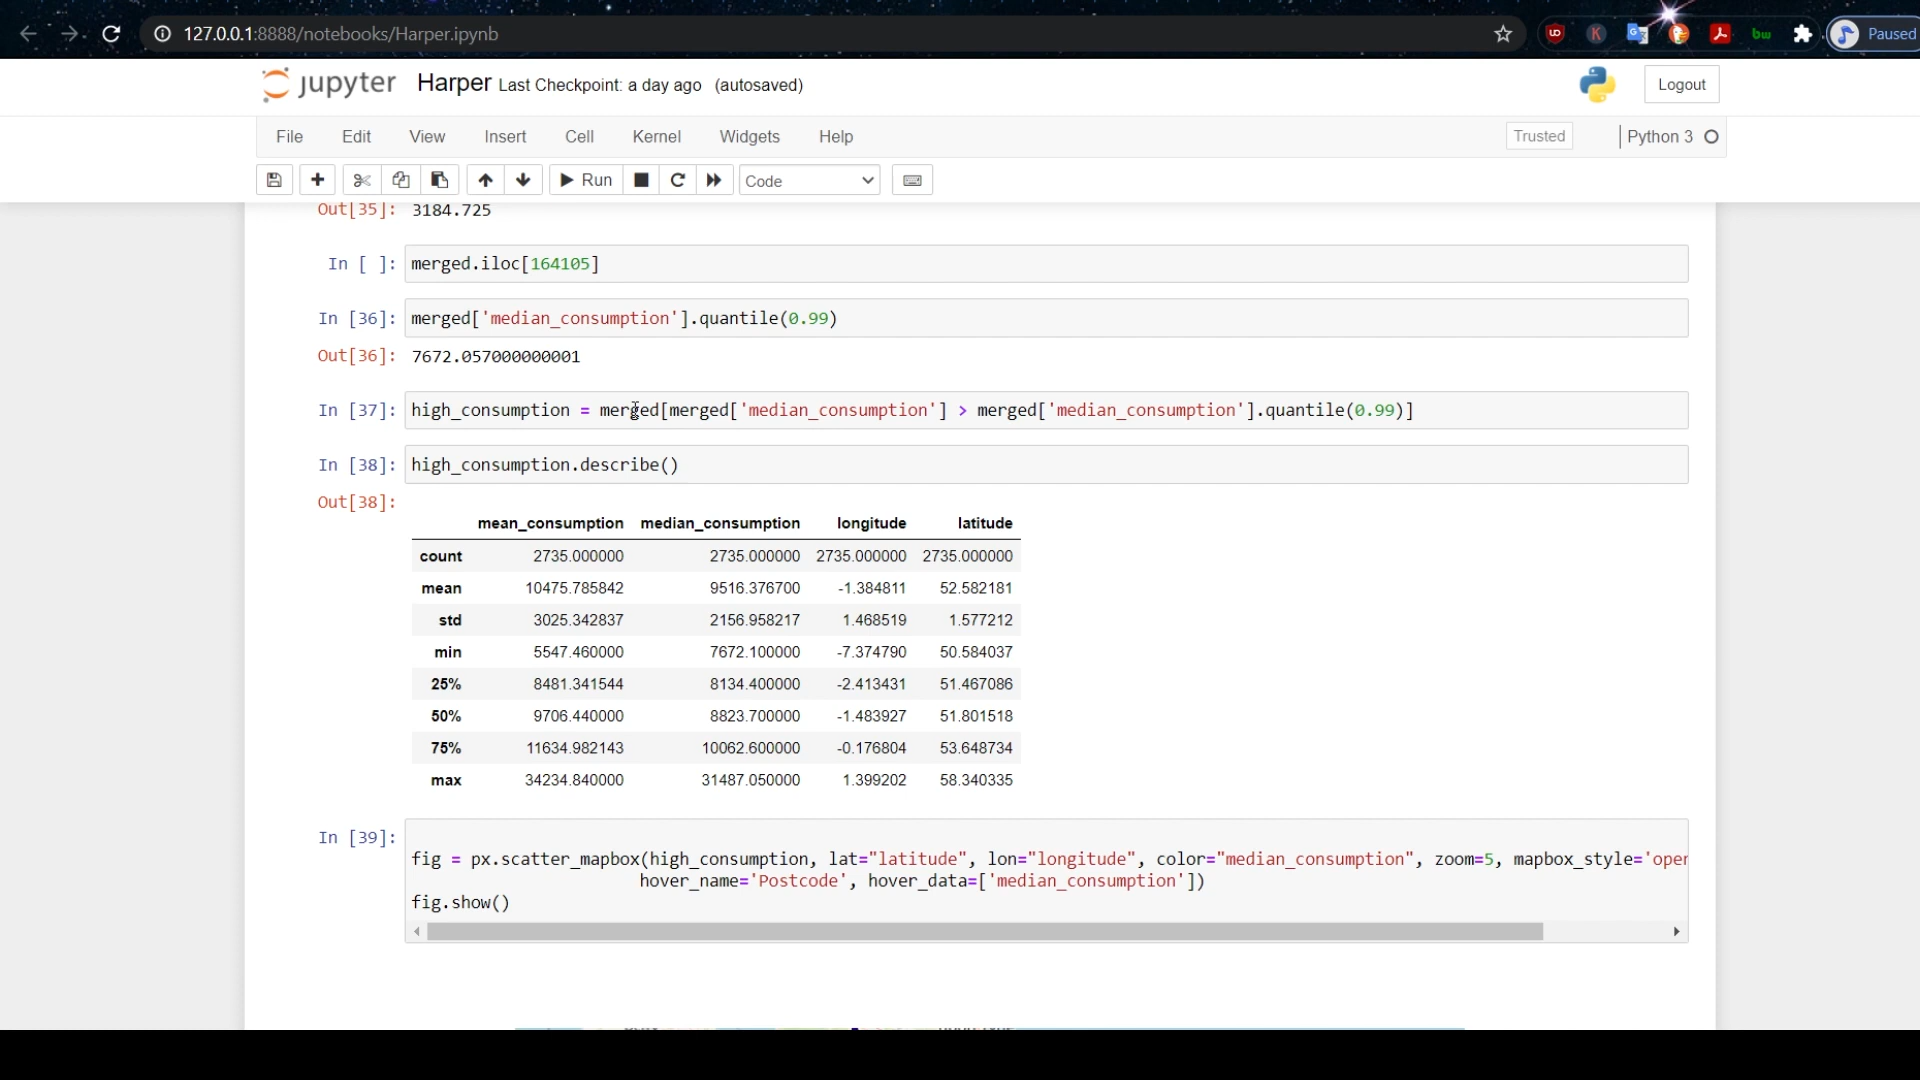 127.0.0.1:8888/notebooks/Harper.ipynb
Paused
jupyter Harper Last Checkpoint: a day ago (autosaved)
Logout
File Edit View Insert Cell Kernel Widgets Help
Trusted
Python 3
Run
Code
Out[35]: 3184.725
In [ ]: merged.iloc[164105]
In [36]: merged['median_consumption'].quantile(0.99)
Out[36]: 7672.057000000001
In [37]: high_consumption = merged[merged['median_consumption'] > merged['median_consumption'].quantile(0.99)]
In [38]: high_consumption.describe()
Out[38]:
mean_consumption median_consumption longitude latitude
count 2735.000000 2735.000000 2735.000000 2735.000000
mean 10475.785842 9516.376700 -1.384811 52.582181
std 3025.342837 2156.958217 1.468519 1.577212
min 5547.460000 7672.100000 -7.374790 50.584037
25% 8481.341544 8134.400000 -2.413431 51.467086
50% 9706.440000 8823.700000 -1.483927 51.801518
75% 11634.982143 10062.600000 -0.176804 53.648734
max 34234.840000 31487.050000 1.399202 58.340335
In [39]:
fig = px.scatter_mapbox(high_consumption, lat="latitude", lon="longitude", color="median_consumption", zoom=5, mapbox_style='oper
hover_name='Postcode', hover_data=['median_consumption'])
fig.show()